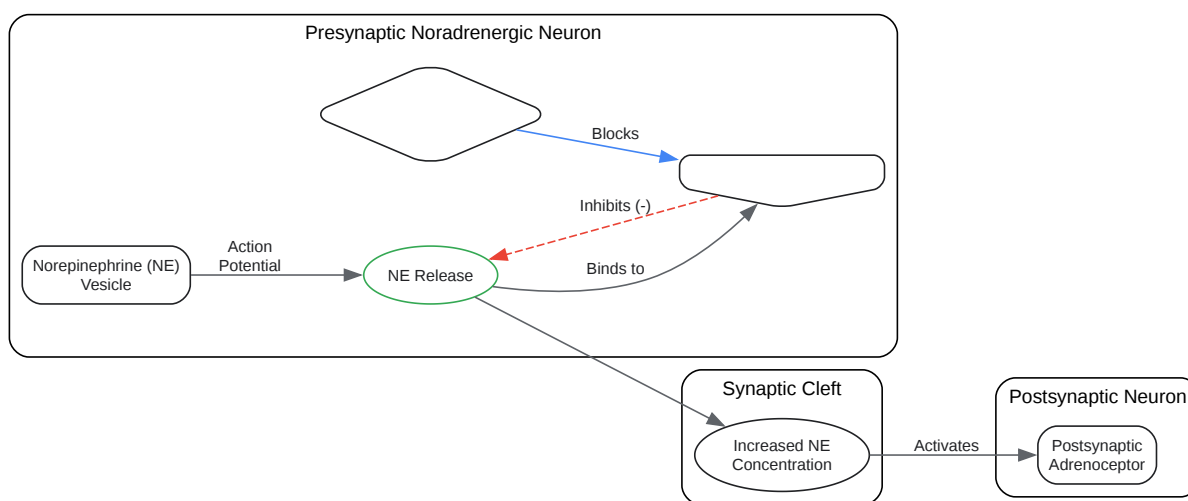 Presynaptic Noradrenergic Neuron
Blocks
Inhibits (-)
Action
Potential
Norepinephrine (NE)
Vesicle
NE Release
Binds to
Synaptic Cleft
Postsynaptic Neuron
Increased NE
Concentration
Activates
Postsynaptic
Adrenoceptor